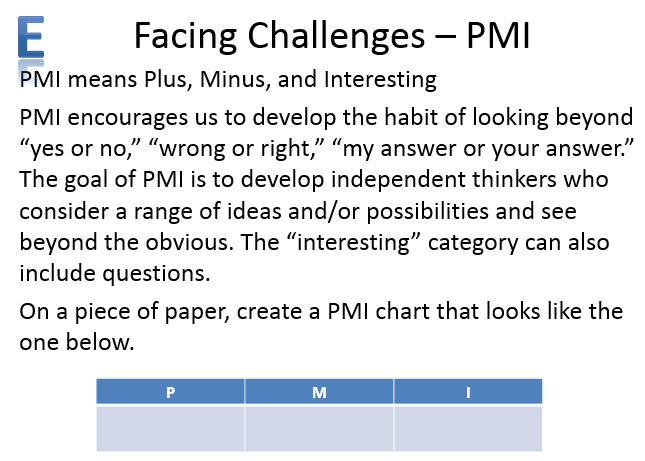 E
Facing Challenges – PMI
PMI means Plus, Minus, and Interesting
PMI encourages us to develop the habit of looking beyond
“yes or no,” “wrong or right,” “my answer or your answer.”
The goal of PMI is to develop independent thinkers who
consider a range of ideas and/or possibilities and see
beyond the obvious. The “interesting” category can also
include questions.
On a piece of paper, create a PMI chart that looks like the
one below.
P M I